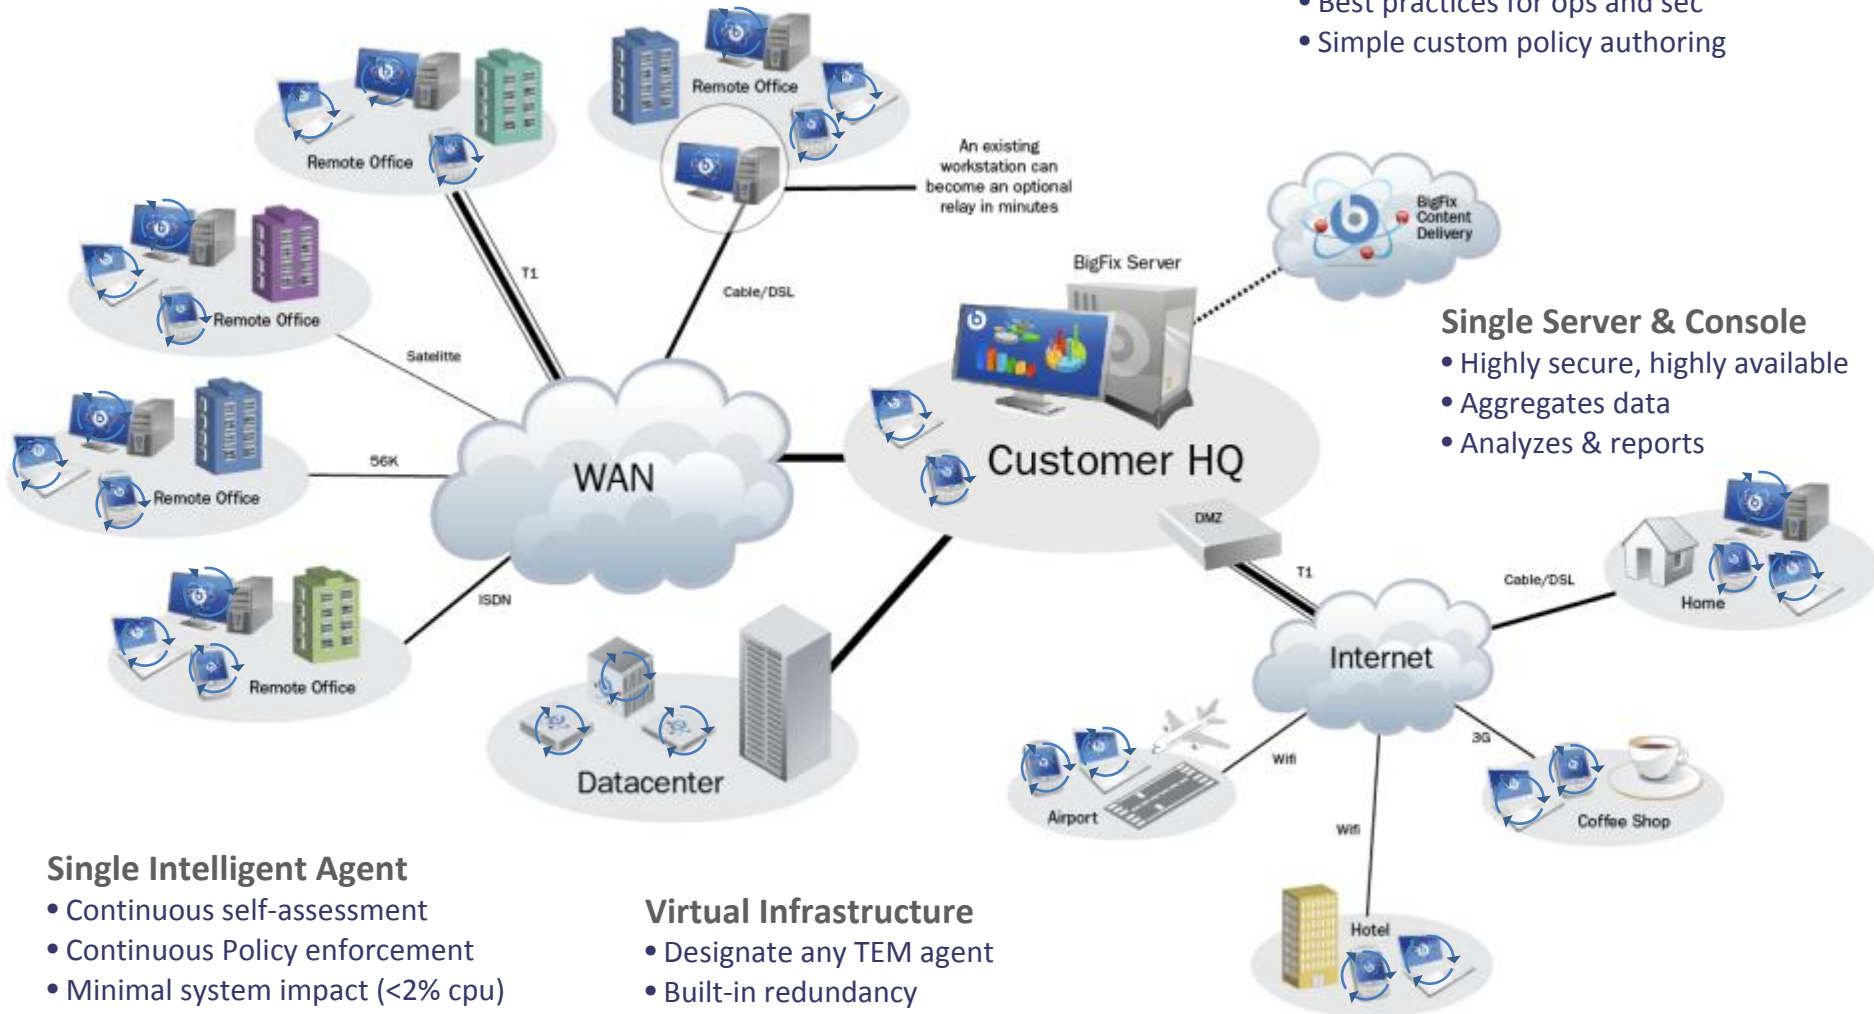 • Best practices for ops and sec
• Simple custom policy authoring
Remote Office
Remote Office
An existing
workstation can
become an optional
relay in minutes
BigFix
Content
Delivery
BigFix Server
T1
Cable/DSL
Remote Office
Satelitte
Single Server & Console
• Highly secure, highly available
• Aggregates data
• Analyzes & reports
WAN
Customer HQ
56K
Remote Office
DMZ
ISDN
T1
Cable/DSL
Home
Remote Office
Internet
Datacenter
Wifi
3G
Airport
Wifi
Coffee Shop
Single Intelligent Agent
• Continuous self-assessment
• Continuous Policy enforcement
• Minimal system impact (<2% cpu)
Virtual Infrastructure
• Designate any TEM agent
• Built-in redundancy
Hotel